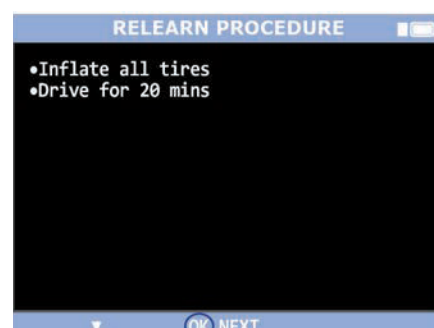 RELEARN PROCEDURE
•Inflate all tires
•Drive for 20 mins
OK NEXT